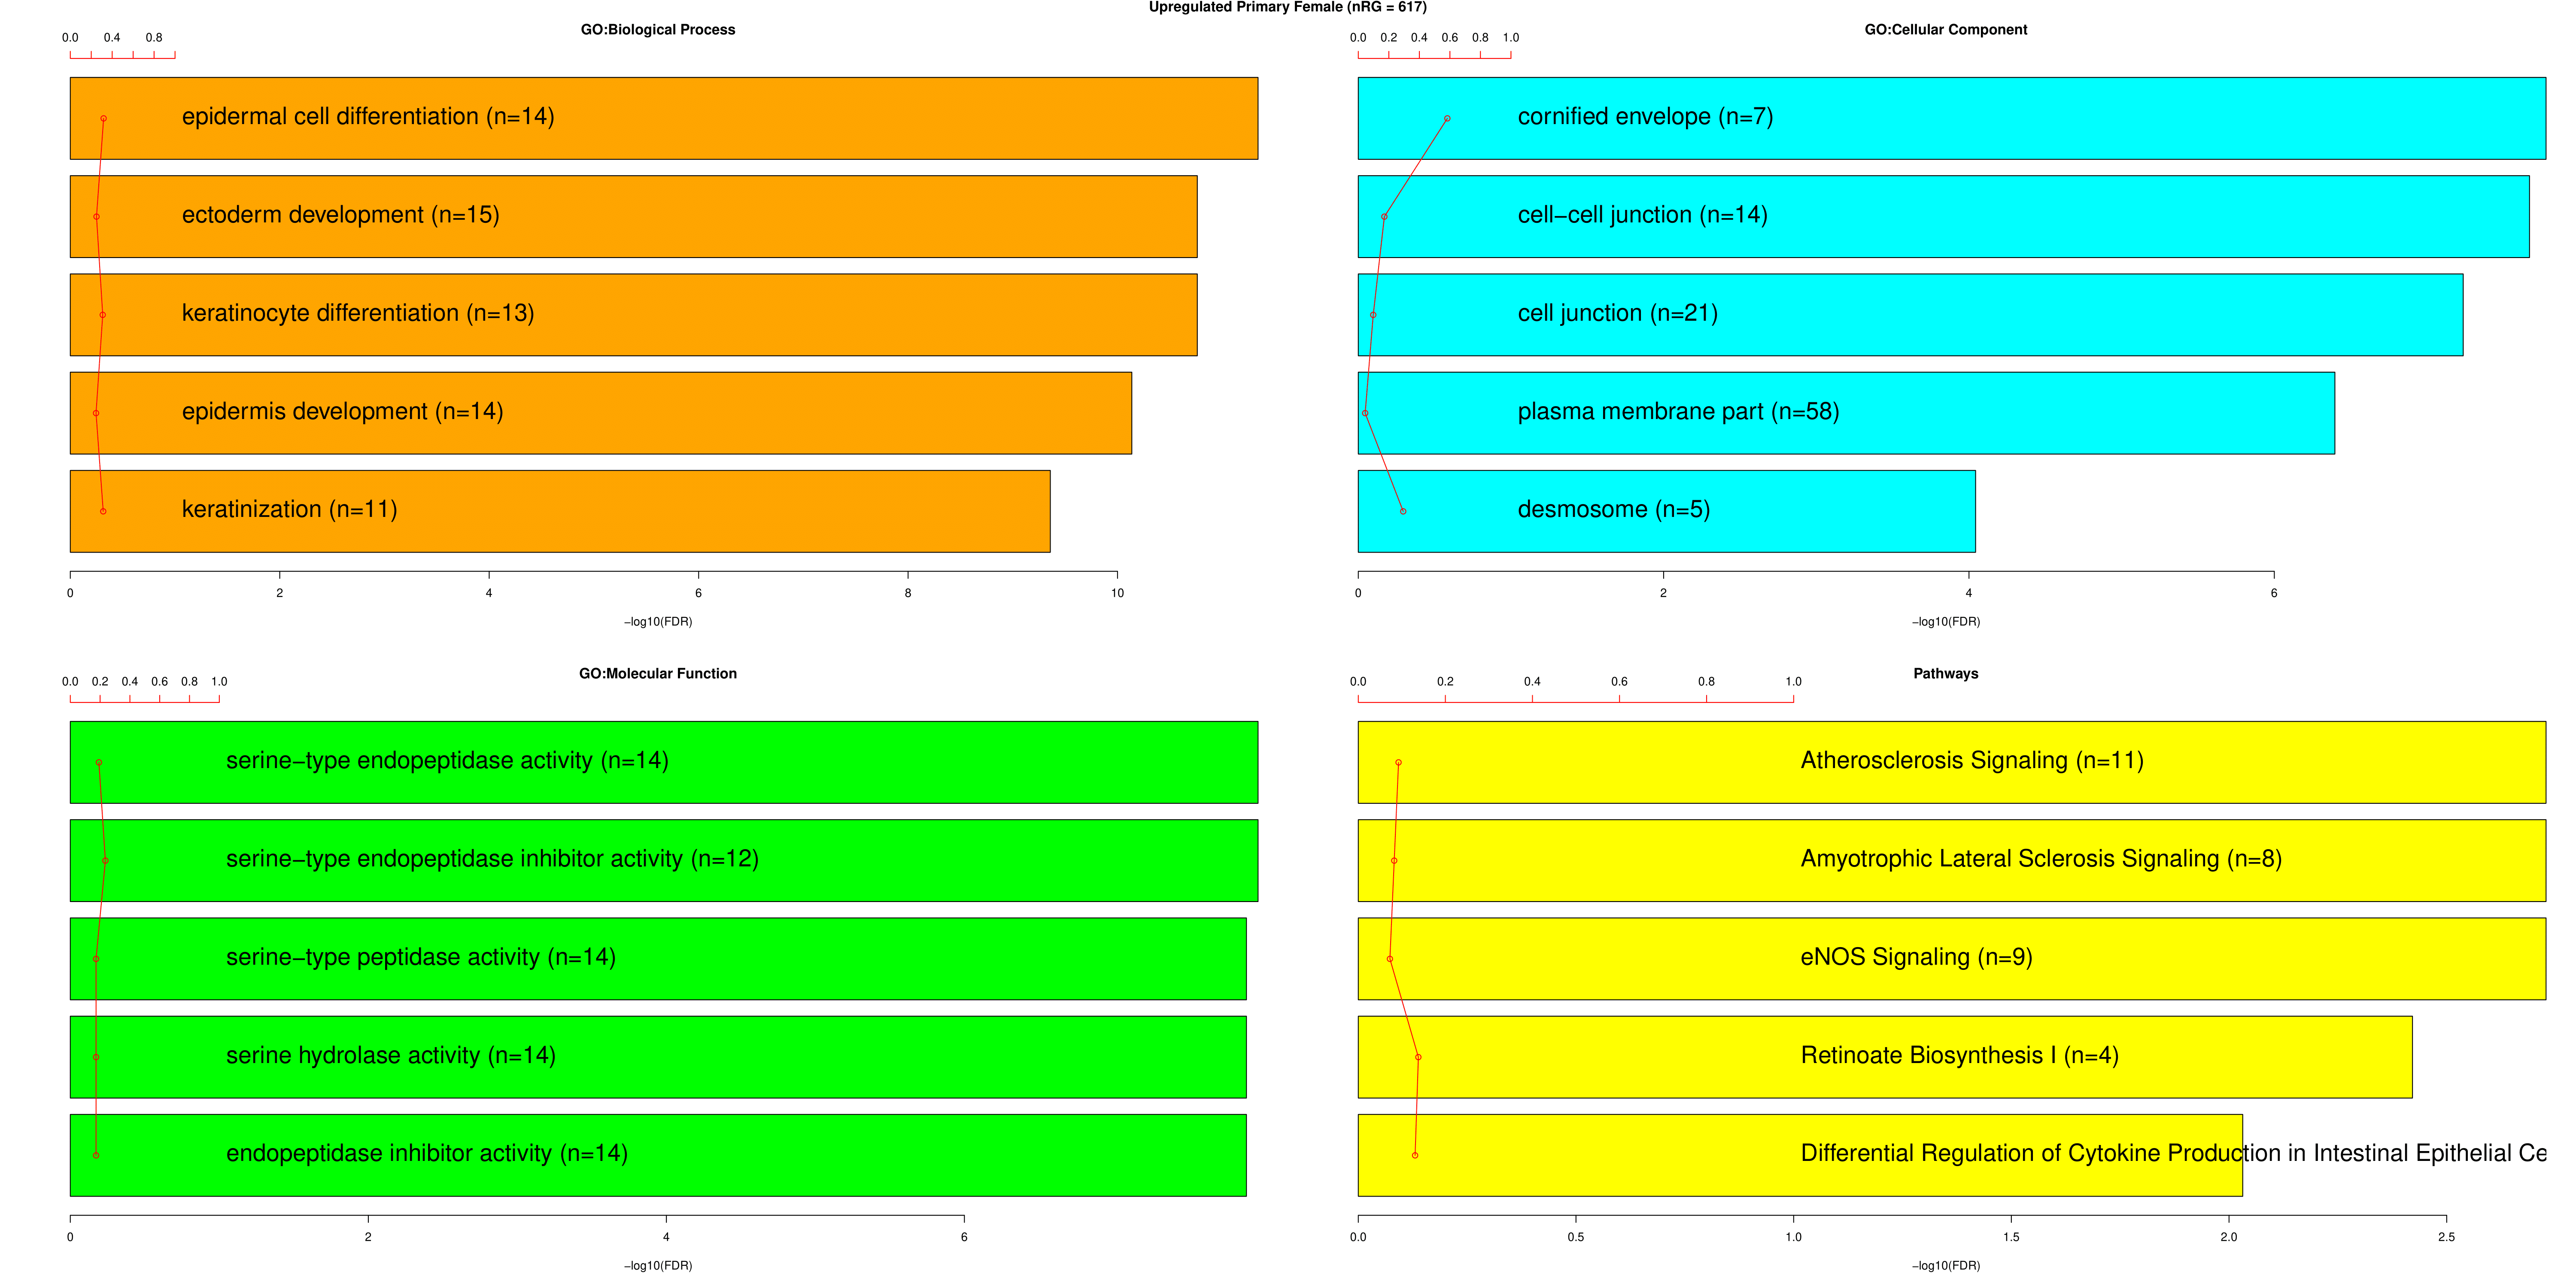 Upregulated Primary Female (nRG = 617)
GO:Biological Process
0.0 0.4 0.8
epidermal cell differentiation (n=14)
ectoderm development (n=15)
keratinocyte differentiation (n=13)
epidermis development (n=14)
keratinization (n=11)
0 2 4 6 8 10
−log10(FDR)
GO:Cellular Component
0.0 0.2 0.4 0.6 0.8 1.0
cornified envelope (n=7)
cell−cell junction (n=14)
cell junction (n=21)
plasma membrane part (n=58)
desmosome (n=5)
0 2 4 6
−log10(FDR)
GO:Molecular Function
0.0 0.2 0.4 0.6 0.8 1.0
serine−type endopeptidase activity (n=14)
serine−type endopeptidase inhibitor activity (n=12)
serine−type peptidase activity (n=14)
serine hydrolase activity (n=14)
endopeptidase inhibitor activity (n=14)
0 2 4 6
−log10(FDR)
Pathways
0.0 0.2 0.4 0.6 0.8 1.0
Atherosclerosis Signaling (n=11)
Amyotrophic Lateral Sclerosis Signaling (n=8)
eNOS Signaling (n=9)
Retinoate Biosynthesis I (n=4)
Differential Regulation of Cytokine Production in Intestinal Epithelial Ce
0.0 0.5 1.0 1.5 2.0 2.5
−log10(FDR)